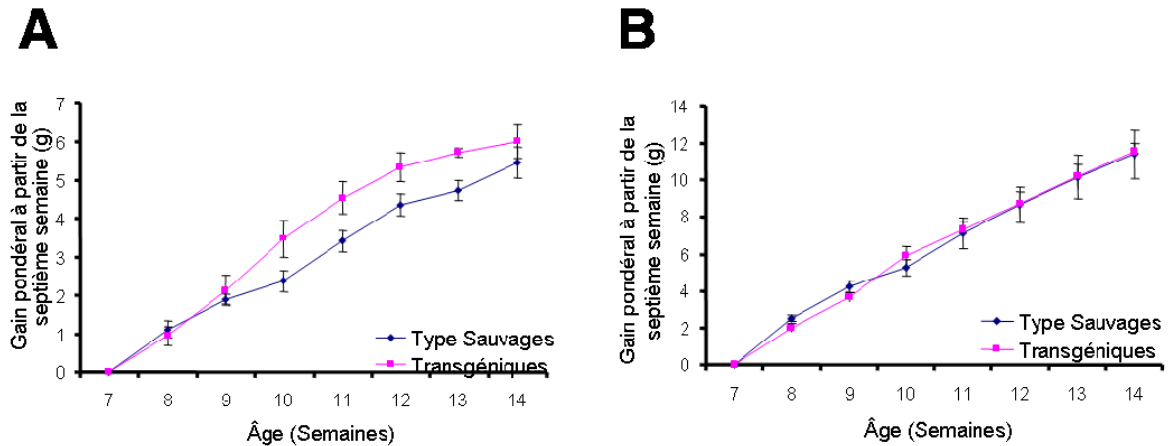 A
Gain pondéral à partir de la
septième semaine (g)
7
6
5
4
3
2
1
0
Type Sauvages
Transgéniques
7 8 9 10 11 12 13 14
Âge (Semaines)
B
Gain pondéral à partir de la
septième semaine (g)
14
12
10
8
6
4
2
0
Type Sauvages
Transgéniques
7 8 9 10 11 12 13 14
Âge (Semaines)